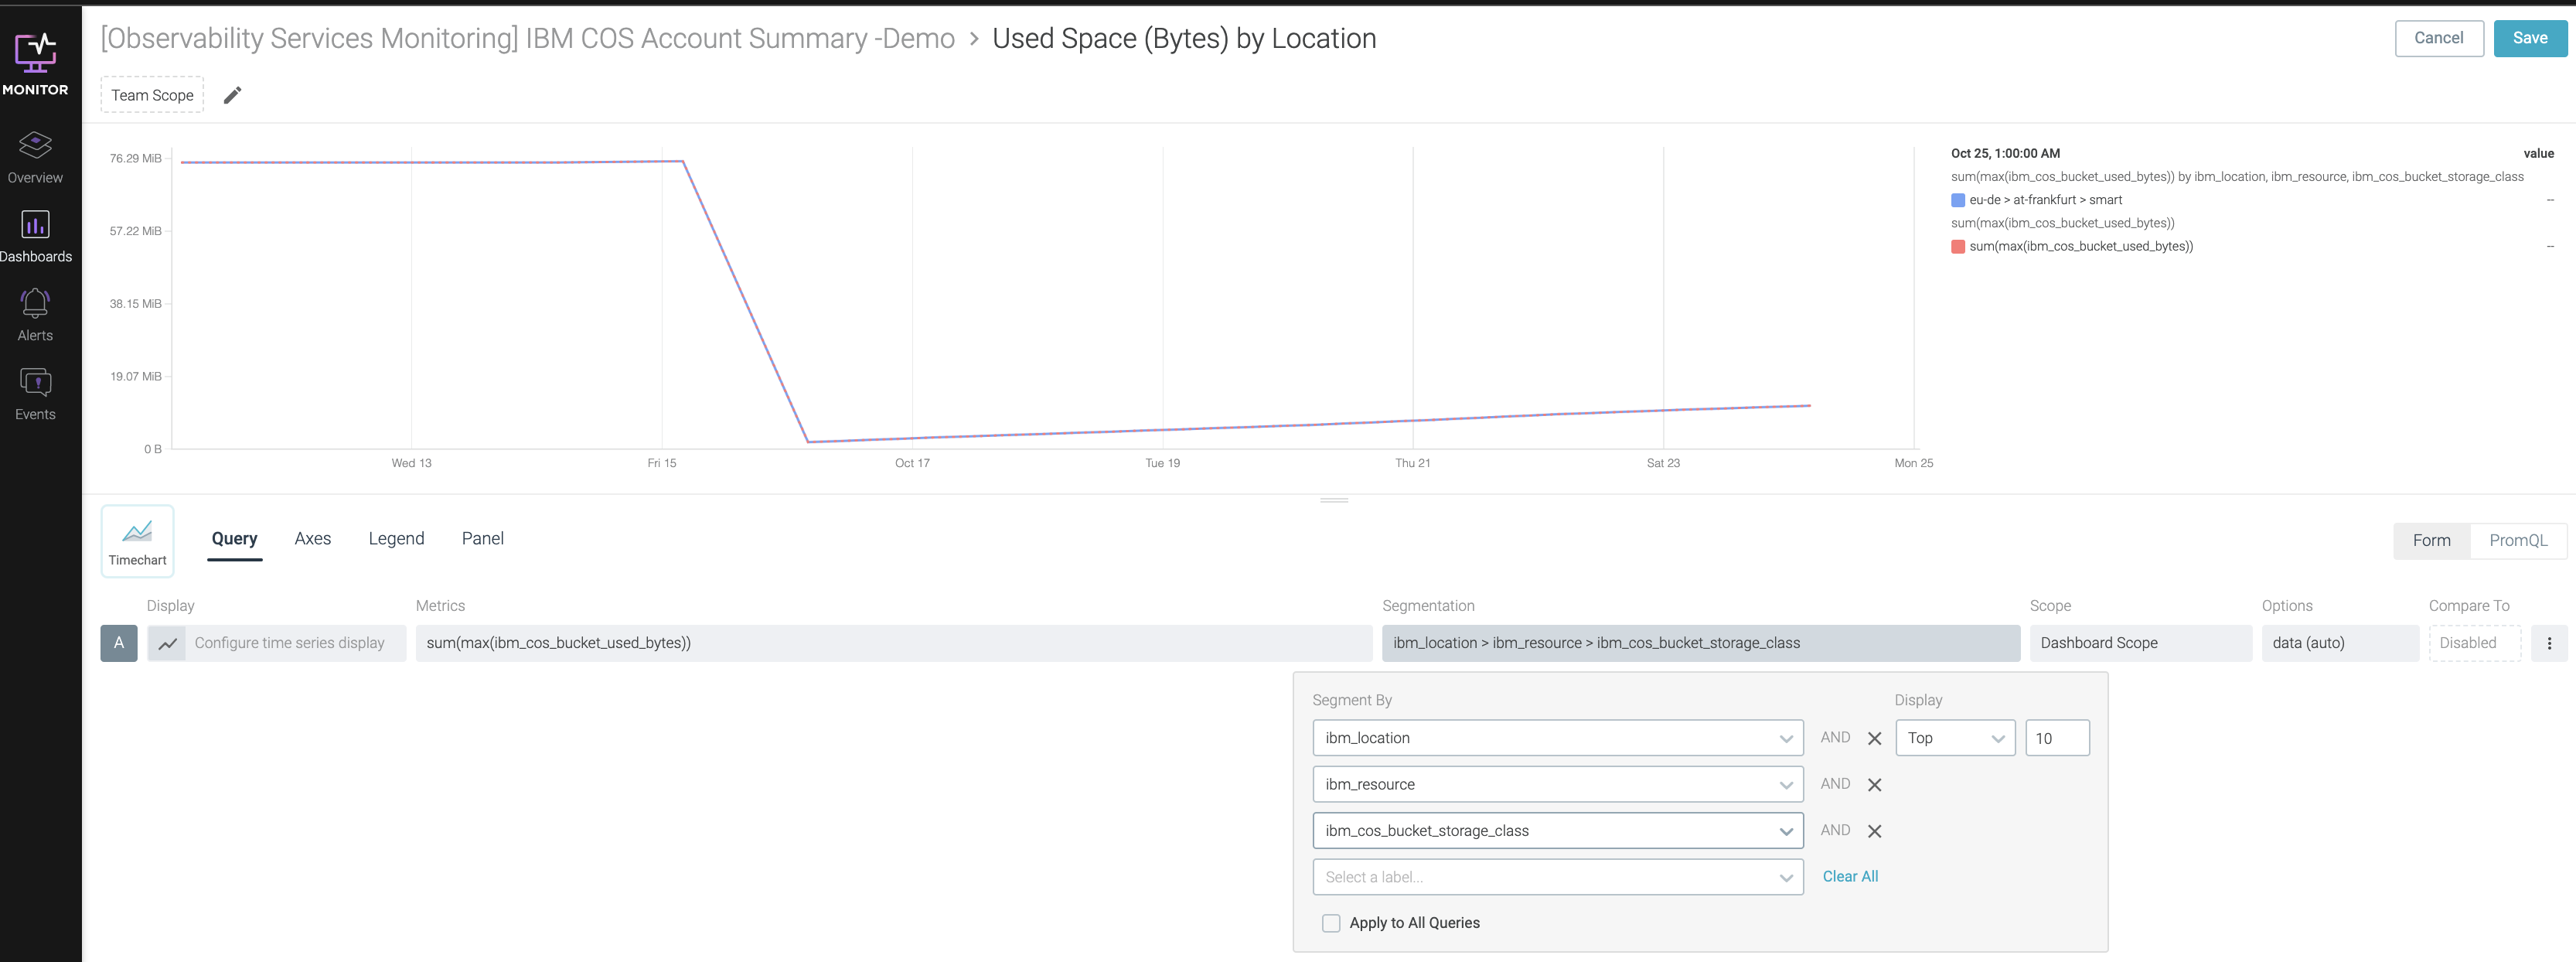 [Observability Services Monitoring] IBM COS Account Summary -Demo > Used Space (Bytes) by Location
Cancel
Save
MONITOR
Team Scope
Overview
Dashboards
Alerts
Events
76.29 MiB
57.22 MiB
38.15 MiB
19.07 MiB
0 B
Wed 13
Fri 15
Oct 17
Tue 19
Thu 21
Sat 23
Mon 25
Oct 25, 1:00:00 AM value
sum(max(ibm_cos_bucket_used_bytes)) by ibm_location, ibm_resource, ibm_cos_bucket_storage_class
eu-de > at-frankfurt > smart --
sum(max(ibm_cos_bucket_used_bytes))
sum(max(ibm_cos_bucket_used_bytes)) --
Timechart
Query Axes Legend Panel
Form PromQL
Display Metrics Segmentation Scope Options Compare To
A Configure time series display sum(max(ibm_cos_bucket_used_bytes)) ibm_location > ibm_resource > ibm_cos_bucket_storage_class Dashboard Scope data (auto) Disabled
Segment By Display
ibm_location AND Top 10
ibm_resource AND
ibm_cos_bucket_storage_class AND
Select a label... Clear All
Apply to All Queries